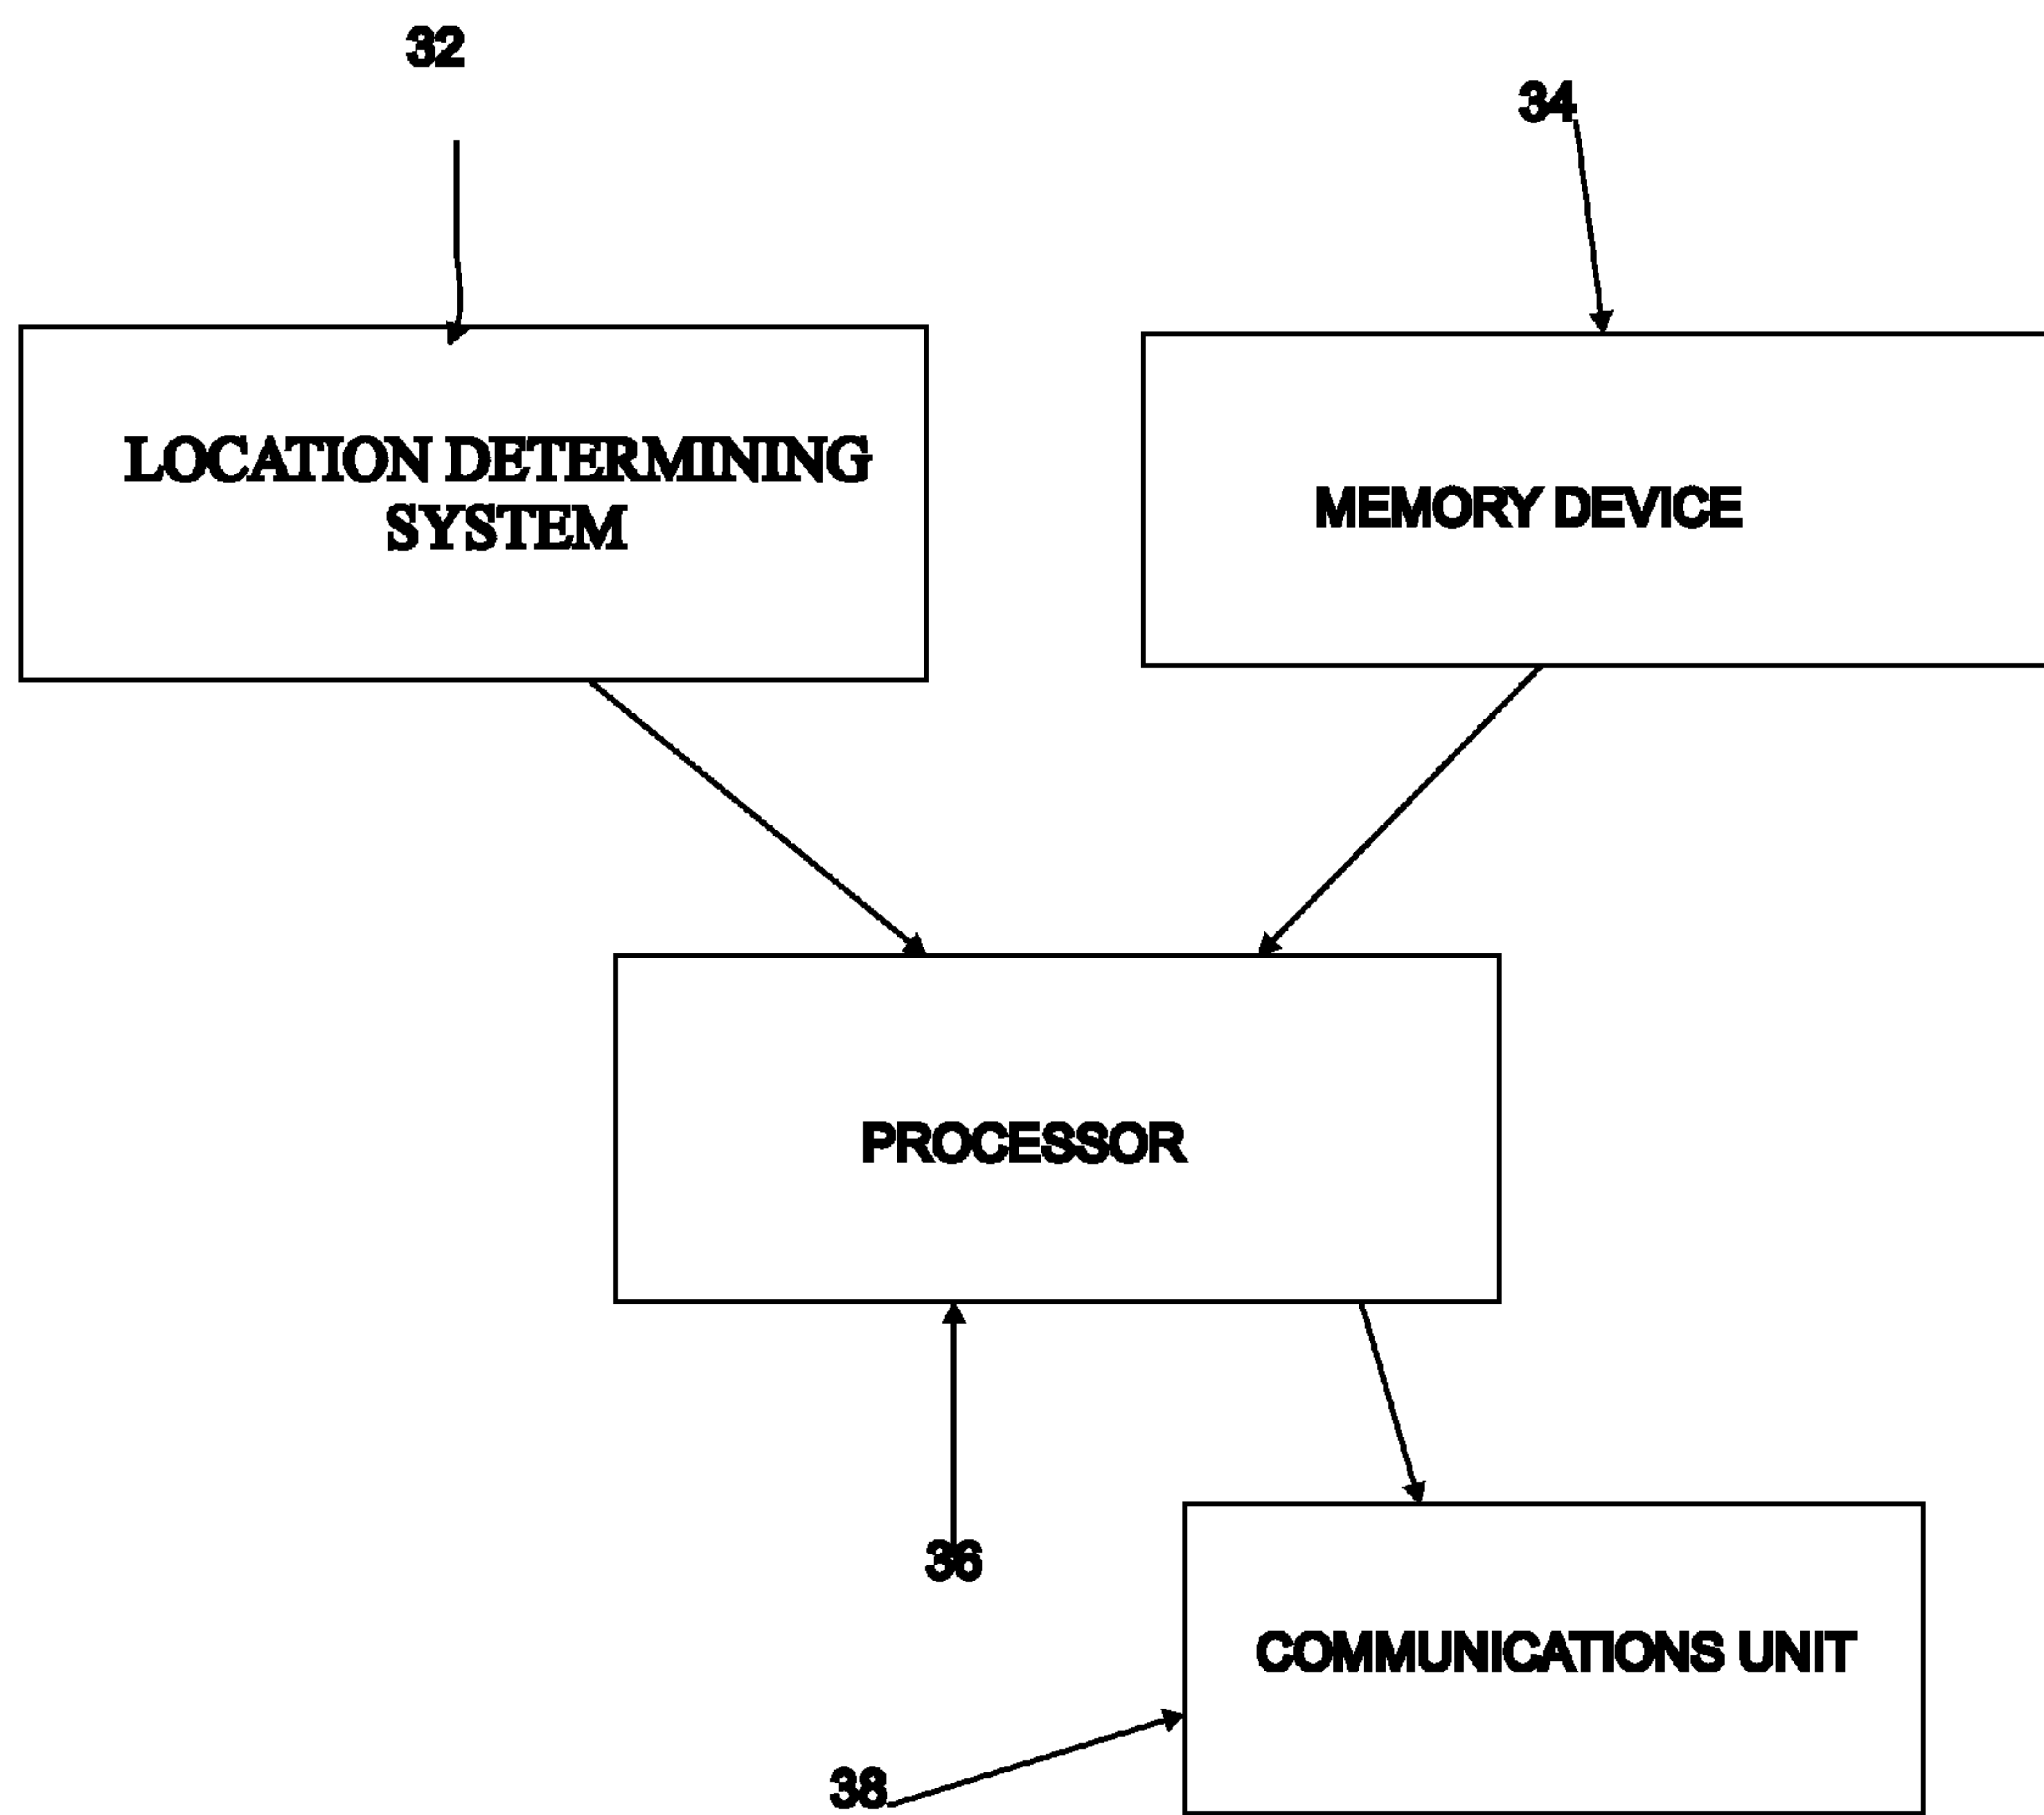 32
34
LOCATION DETERMINING
SYSTEM
MEMORY DEVICE
PROCESSOR
36
COMMUNICATIONS UNIT
38